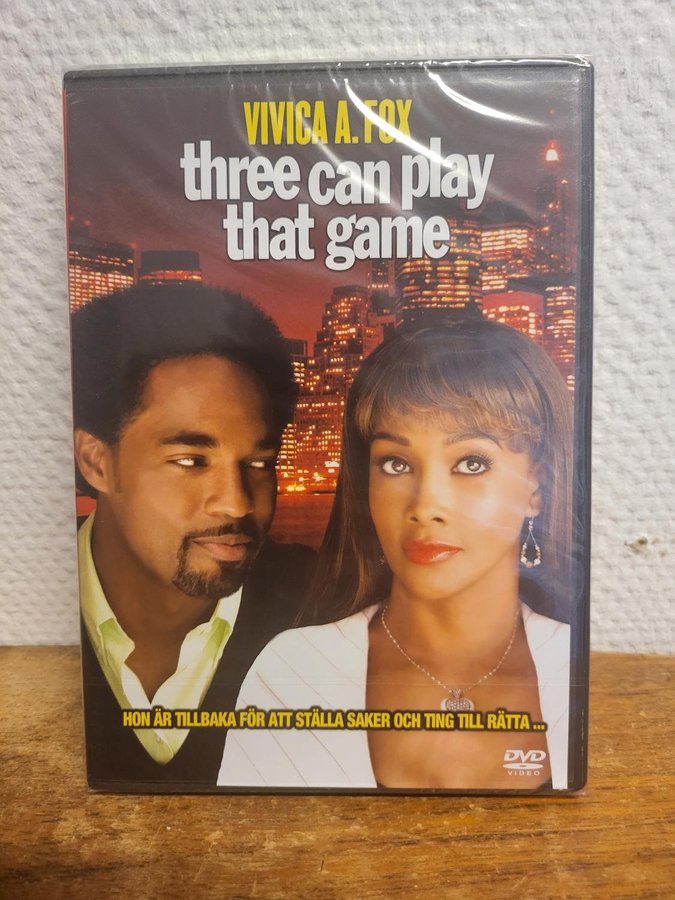 VIVICA A. FOX
three can play
that game
HON ÄR TILLBAKA FÖR ATT STÄLLA SAKER OCH TING TILL RÄTTA ...
DVD
VIDEO